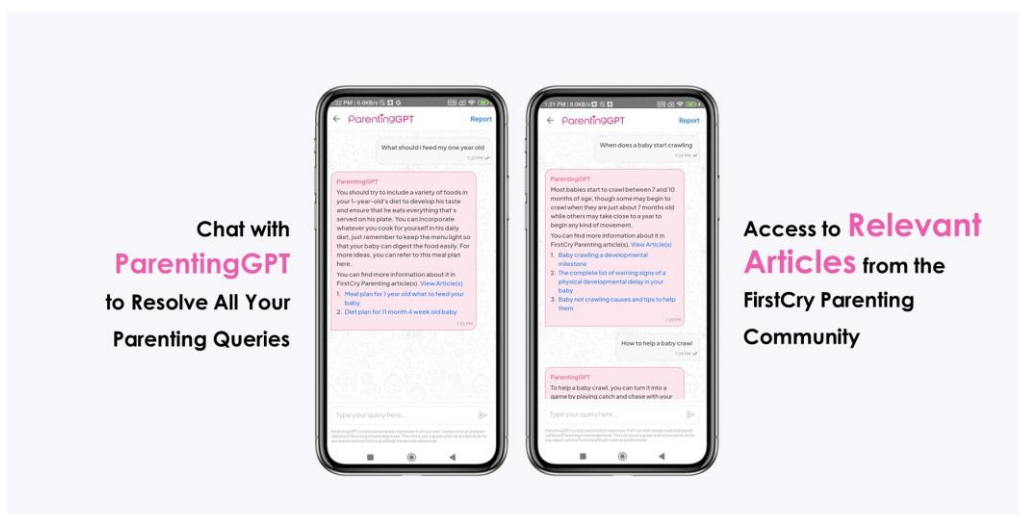 Chat with
ParentingGPT
to Resolve All Your
Parenting Queries
ParentingGPT
Report
What should I feed my one year old
ParentingGPT
You should try to include a variety of foods in
your 1-year-old's diet to develop his taste
and ensure that he eats everything that's
served on his plate. You can incorporate
whatever you cook for yourself in his daily
diet, just remember to keep the menu light so
that your baby can digest the food easily. For
more ideas, you can refer to this meal plan
here.
You can find more information about it in
FirstCry Parenting article(s). View Article(s)
1. Meal plan for 1 year old what to feed your
baby
2. Diet plan for 11 month 4 week old baby
Type your query here...
1:31 PM | 0.0KB/s
ParentingGPT
Report
When does a baby start crawling
ParentingGPT
Most babies start to crawl between 7 and 10
months of age, though some may begin to
crawl when they are just about 7 months old
while others may take close to a year to
begin any kind of movement.
You can find more information about it in
FirstCry Parenting article(s). View Article(s)
1. Baby crawling a developmental
milestone
2. The complete list of warning signs of a
physical developmental delay in your
baby
3. Baby not crawling causes and tips to help
them
How to help a baby crawl
ParentingGPT
To help a baby crawl, you can turn it into a
game by playing catch and chase with your
Type your query here...
Access to Relevant
Articles from the
FirstCry Parenting
Community